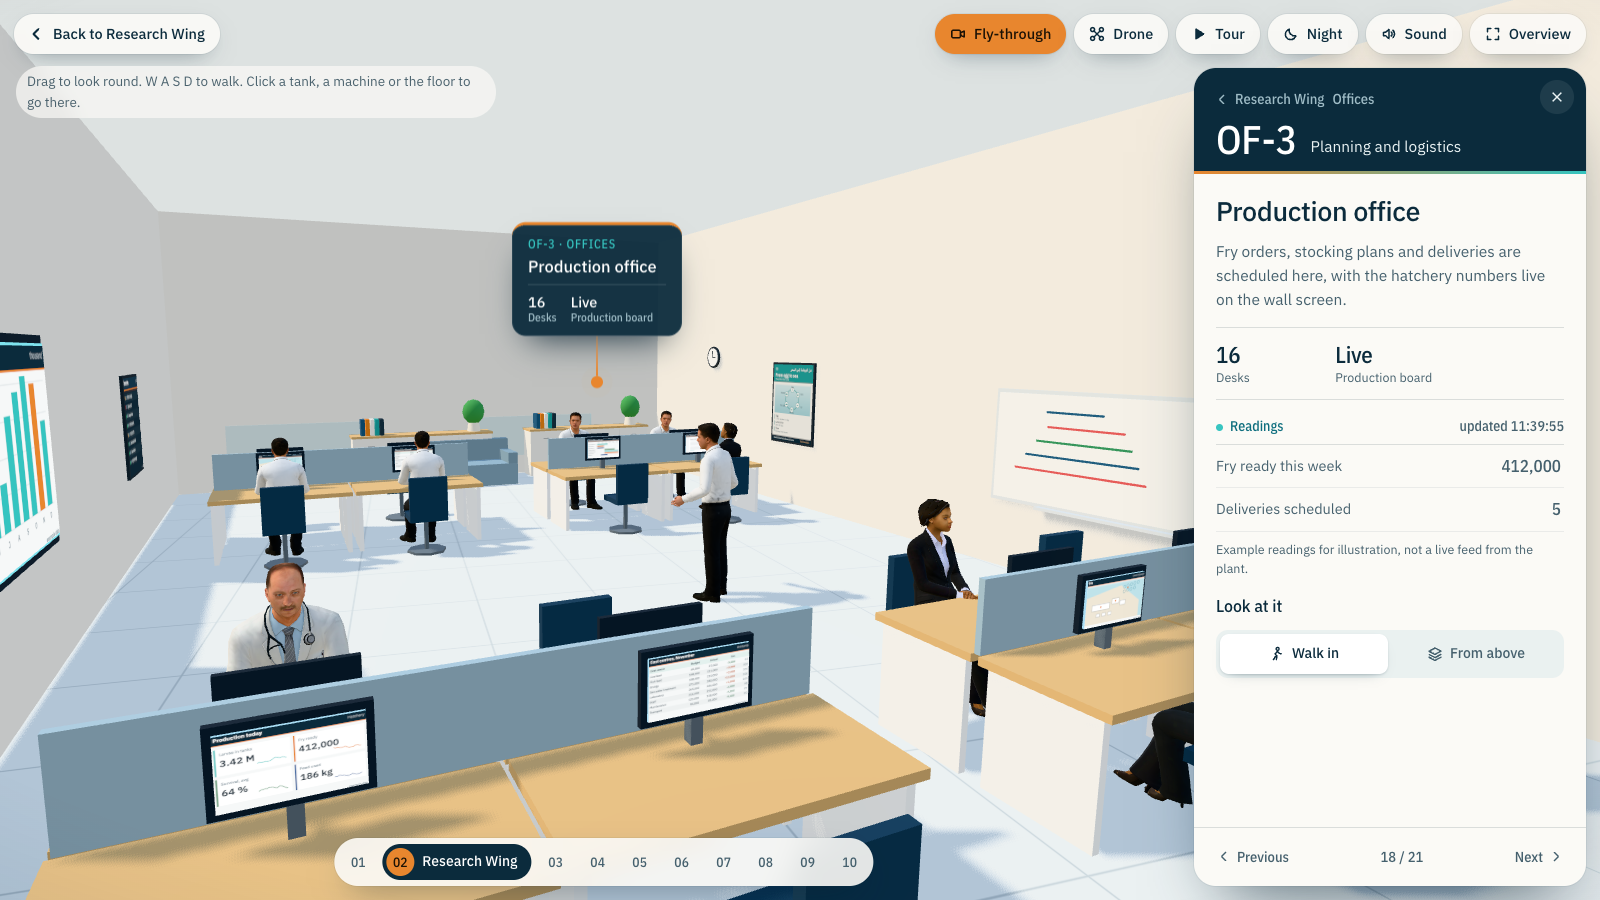 Back to Research Wing
Fly-through
Drone
Tour
Night
Sound
Overview
Drag to look round. W A S D to walk. Click a tank, a machine or the floor to
go there.
Research Wing Offices
OF-3 Planning and logistics
Production office
Fry orders, stocking plans and deliveries are
scheduled here, with the hatchery numbers live
on the wall screen.
16 Live
Desks Production board
Readings updated 11:39:55
Fry ready this week 412,000
Deliveries scheduled 5
Example readings for illustration, not a live feed from the
plant.
Look at it
Walk in
From above
Previous 18 / 21 Next
OF-3 · OFFICES
Production office
16 Live
Desks Production board
Production today
3.42 M
412,000
64 %
186 kg
01 02 Research Wing 03 04 05 06 07 08 09 10